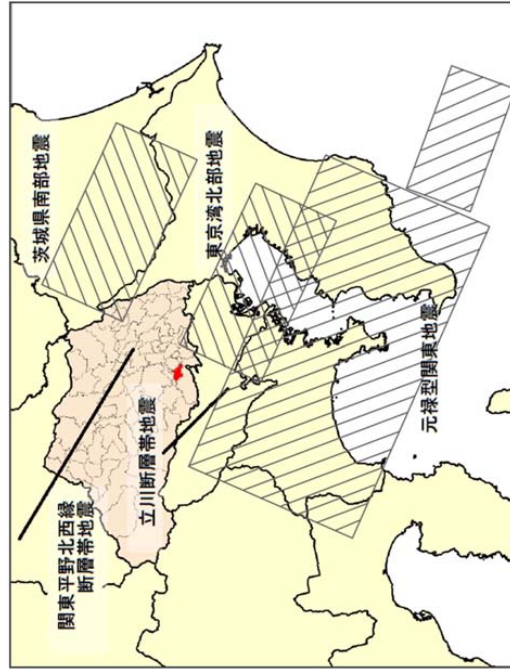 茨城県南部地震
東京湾北部地震
元禄型関東地震
立川断層帯地震
関東平野北西縁
断層帯地震